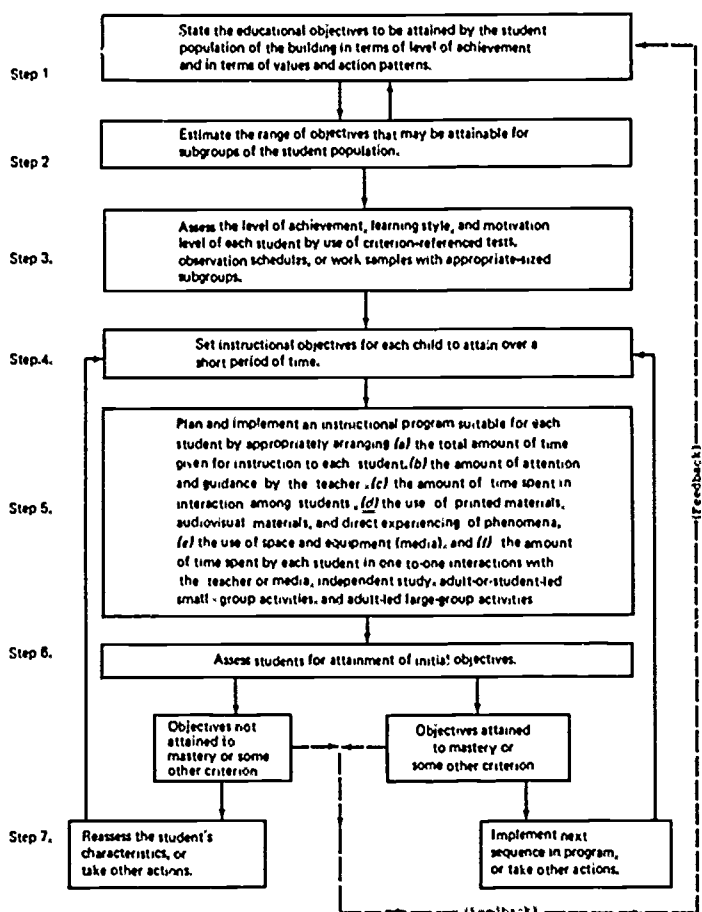 State the educational objectives to be attained by the student
population of the building in terms of level of achievement
and in terms of values and action patterns.
Step 1
Estimate the range of objectives that may be attainable for
subgroups of the student population.
Step 2
Assess the level of achievement, learning style, and motivation
level of each student by use of criterion-referenced tests,
observation schedules, or work samples with appropriate-sized
subgroups.
Step 3.
Set instructional objectives for each child to attain over a
short period of time.
Step.4.
Plan and implement an instructional program suitable for each
student by appropriately arranging (a) the total amount of time
given for instruction to each student, (b) the amount of attention
and guidance by the teacher, (c) the amount of time spent in
interaction among students, (d) the use of printed materials,
audiovisual materials, and direct experiencing of phenomena,
(e) the use of space and equipment (media), and (f) the amount
of time spent by each student in one to-one interactions with
the teacher or media, independent study, adult-or-student-led
small-group activities, and adult-led large-group activities
Step 5.
(Feedback)
Step 6.
Assess students for attainment of initial objectives.
Objectives not
attained to
mastery or some
other criterion
Objectives attained
to mastery or
some other criterion
Step 7.
Reassess the student's
characteristics, or
take other actions.
Implement next
sequence in program,
or take other actions.
(Feedback)